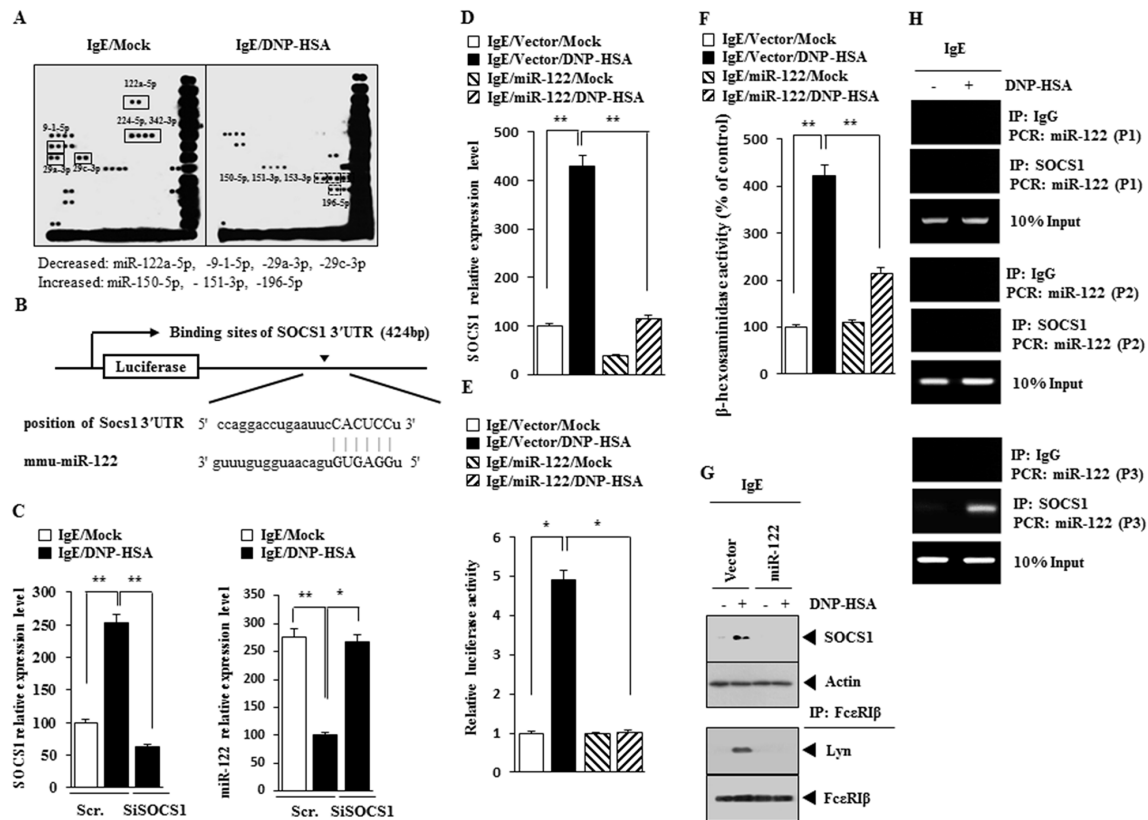 A
IgE/Mock
IgE/DNP-HSA
122a-5p
9-1-5p
224-5p, 342-3p
29a-3p
29c-3p
150-5p, 151-3p, 153-3p
196-5p
Decreased: miR-122a-5p, -9-1-5p, -29a-3p, -29c-3p
Increased: miR-150-5p, - 151-3p, -196-5p
B
Binding sites of SOCS1 3'UTR (424bp)
Luciferase
position of Socs1 3'UTR 5' ccaggaccugaauucCACUCCu 3'
mmu-miR-122 3' guuugugguaacaguGUGAGGu 5'
C
IgE/Mock
IgE/DNP-HSA
SOCS1 relative expression level
300
250
200
150
100
50
0
** **
Scr. SiSOCS1
IgE/Mock
IgE/DNP-HSA
miR-122 relative expression level
350
300
250
200
150
100
50
0
** *
Scr. SiSOCS1
D
IgE/Vector/Mock
IgE/Vector/DNP-HSA
IgE/miR-122/Mock
IgE/miR-122/DNP-HSA
SOCS1 relative expression level
500
400
300
200
100
0
** **
E
IgE/Vector/Mock
IgE/Vector/DNP-HSA
IgE/miR-122/Mock
IgE/miR-122/DNP-HSA
Relative luciferase activity
6
5
4
3
2
1
0
* *
F
IgE/Vector/Mock
IgE/Vector/DNP-HSA
IgE/miR-122/Mock
IgE/miR-122/DNP-HSA
β-hexosaminidase activity (% of control)
500
400
300
200
100
0
** **
G
IgE
Vector
miR-122
- + - + DNP-HSA
SOCS1
Actin
IP: FcεRIβ
Lyn
FcεRIβ
H
IgE
- + DNP-HSA
IP: IgG
PCR: miR-122 (P1)
IP: SOCS1
PCR: miR-122 (P1)
10% Input
IP: IgG
PCR: miR-122 (P2)
IP: SOCS1
PCR: miR-122 (P2)
10% Input
IP: IgG
PCR: miR-122 (P3)
IP: SOCS1
PCR: miR-122 (P3)
10% Input